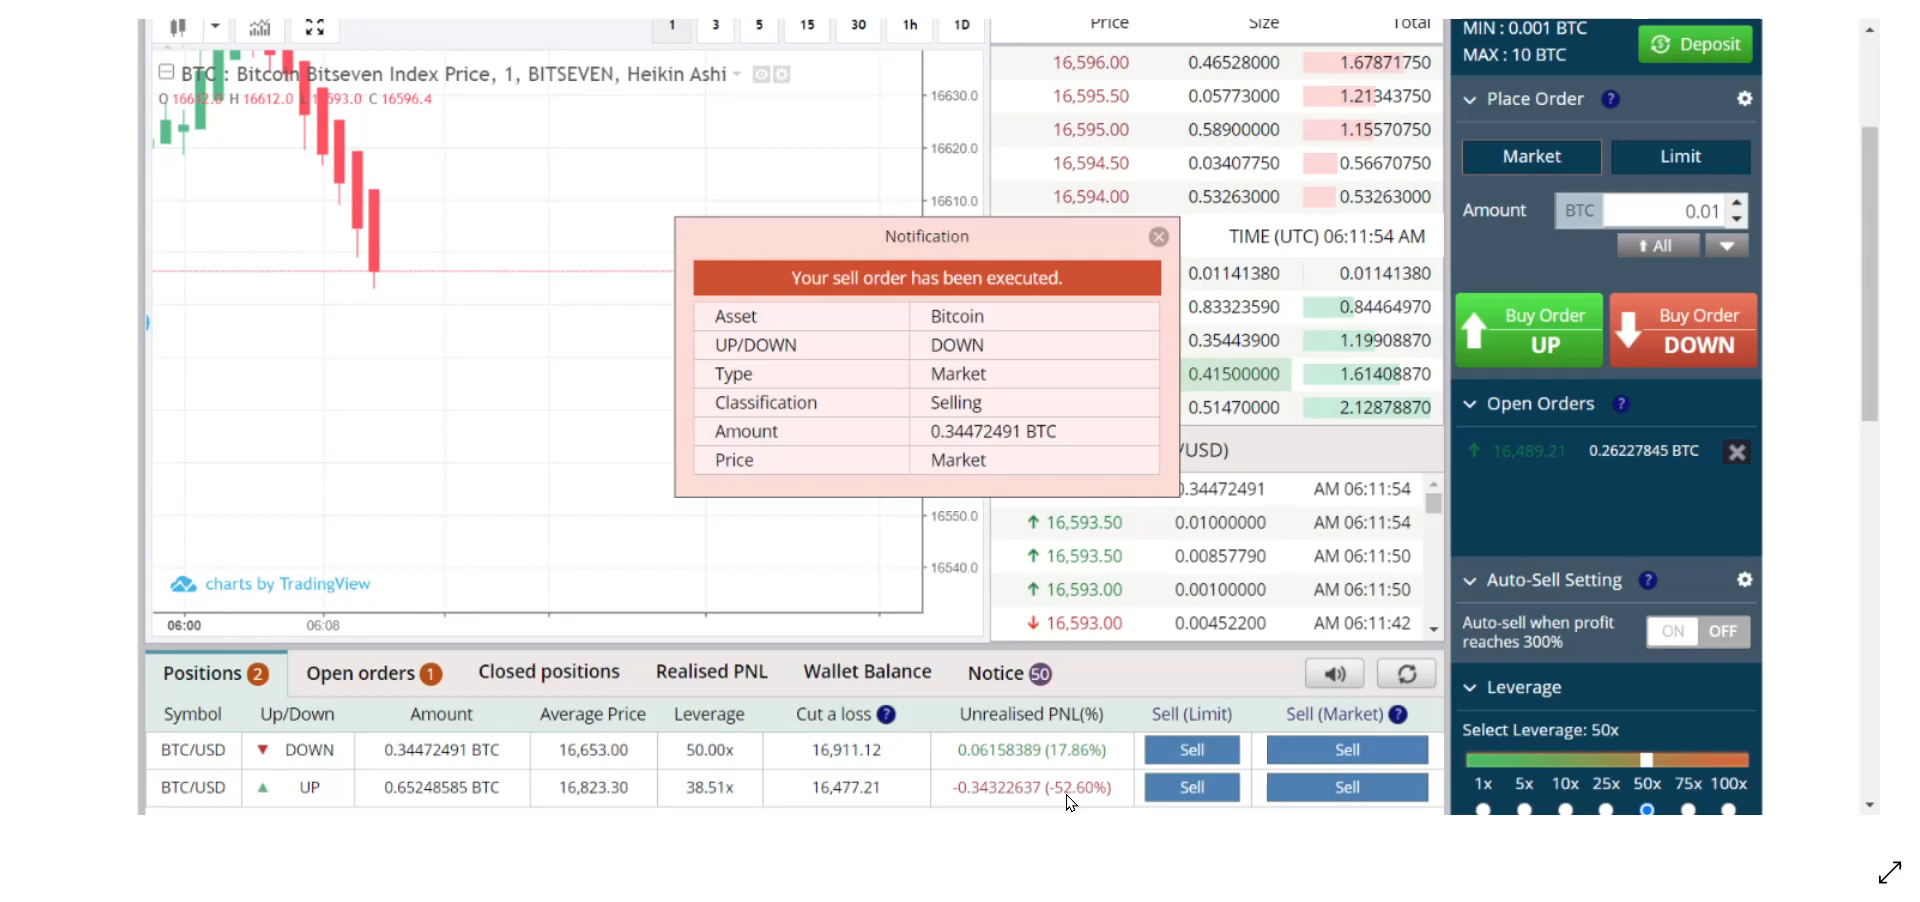 1 3 5 15 30 1h 1D
BTC : Bitcoin Bitseven Index Price, 1, BITSEVEN, Heikin Ashi
H 16612.0 C 16596.4
16630.0
16620.0
16610.0
16550.0
16540.0
charts by TradingView
06:00 06:08
Price Size Total
16,596.00 0.46528000 1.67871750
16,595.50 0.05773000 1.21343750
16,595.00 0.58900000 1.15570750
16,594.50 0.03407750 0.56670750
16,594.00 0.53263000 0.53263000
TIME (UTC) 06:11:54 AM
0.01141380 0.01141380
0.83323590 0.84464970
0.35443900 1.19908870
0.41500000 1.61408870
0.51470000 2.12878870
/USD)
0.34472491 AM 06:11:54
16,593.50 0.01000000 AM 06:11:54
16,593.50 0.00857790 AM 06:11:50
16,593.00 0.00100000 AM 06:11:50
16,593.00 0.00452200 AM 06:11:42
Notification
Your sell order has been executed.
Asset Bitcoin
UP/DOWN DOWN
Type Market
Classification Selling
Amount 0.34472491 BTC
Price Market
MIN : 0.001 BTC
MAX : 10 BTC
Deposit
Place Order ?
Market Limit
Amount BTC 0.01
All
Buy Order UP
Buy Order DOWN
Open Orders ?
16,489.21 0.26227845 BTC
Auto-Sell Setting ?
Auto-sell when profit
reaches 300%
ON OFF
Leverage
Select Leverage: 50x
1x 5x 10x 25x 50x 75x 100x
Positions 2 Open orders 1 Closed positions Realised PNL Wallet Balance Notice 50
Symbol Up/Down Amount Average Price Leverage Cut a loss ? Unrealised PNL(%) Sell (Limit) Sell (Market) ?
BTC/USD DOWN 0.34472491 BTC 16,653.00 50.00x 16,911.12 0.06158389 (17.86%) Sell Sell
BTC/USD UP 0.65248585 BTC 16,823.30 38.51x 16,477.21 -0.34322637 (-52.60%) Sell Sell